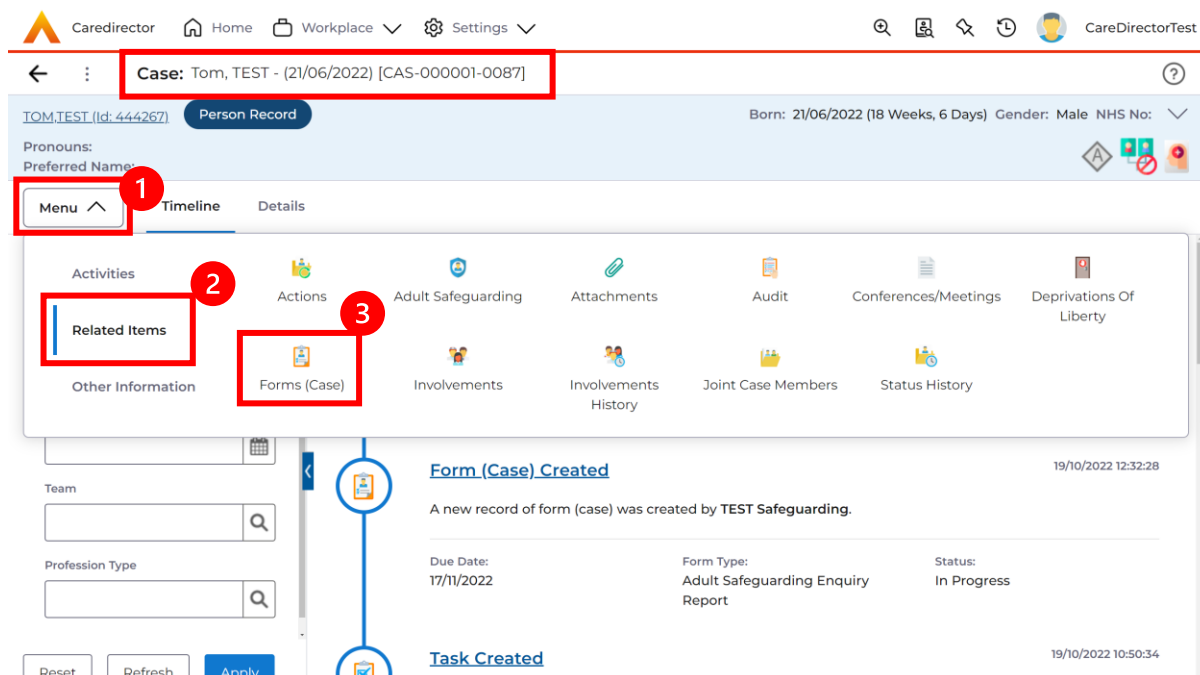 Caredirector Home Workplace Settings CareDirectorTest
Case: Tom, TEST - (21/06/2022) [CAS-000001-0087]
TOM,TEST (Id: 444267) Person Record Born: 21/06/2022 (18 Weeks, 6 Days) Gender: Male NHS No:
Pronouns:
Preferred Name:
A
1
Menu Timeline Details
Activities
2
Related Items
Other Information
Actions Adult Safeguarding Attachments Audit Conferences/Meetings Deprivations Of
Liberty
3
Forms (Case) Involvements Involvements Joint Case Members Status History
History
Team
Profession Type
Reset Refresh Apply
Form (Case) Created 19/10/2022 12:32:28
A new record of form (case) was created by TEST Safeguarding.
Due Date: Form Type: Status:
17/11/2022 Adult Safeguarding Enquiry In Progress
Report
Task Created 19/10/2022 10:50:34